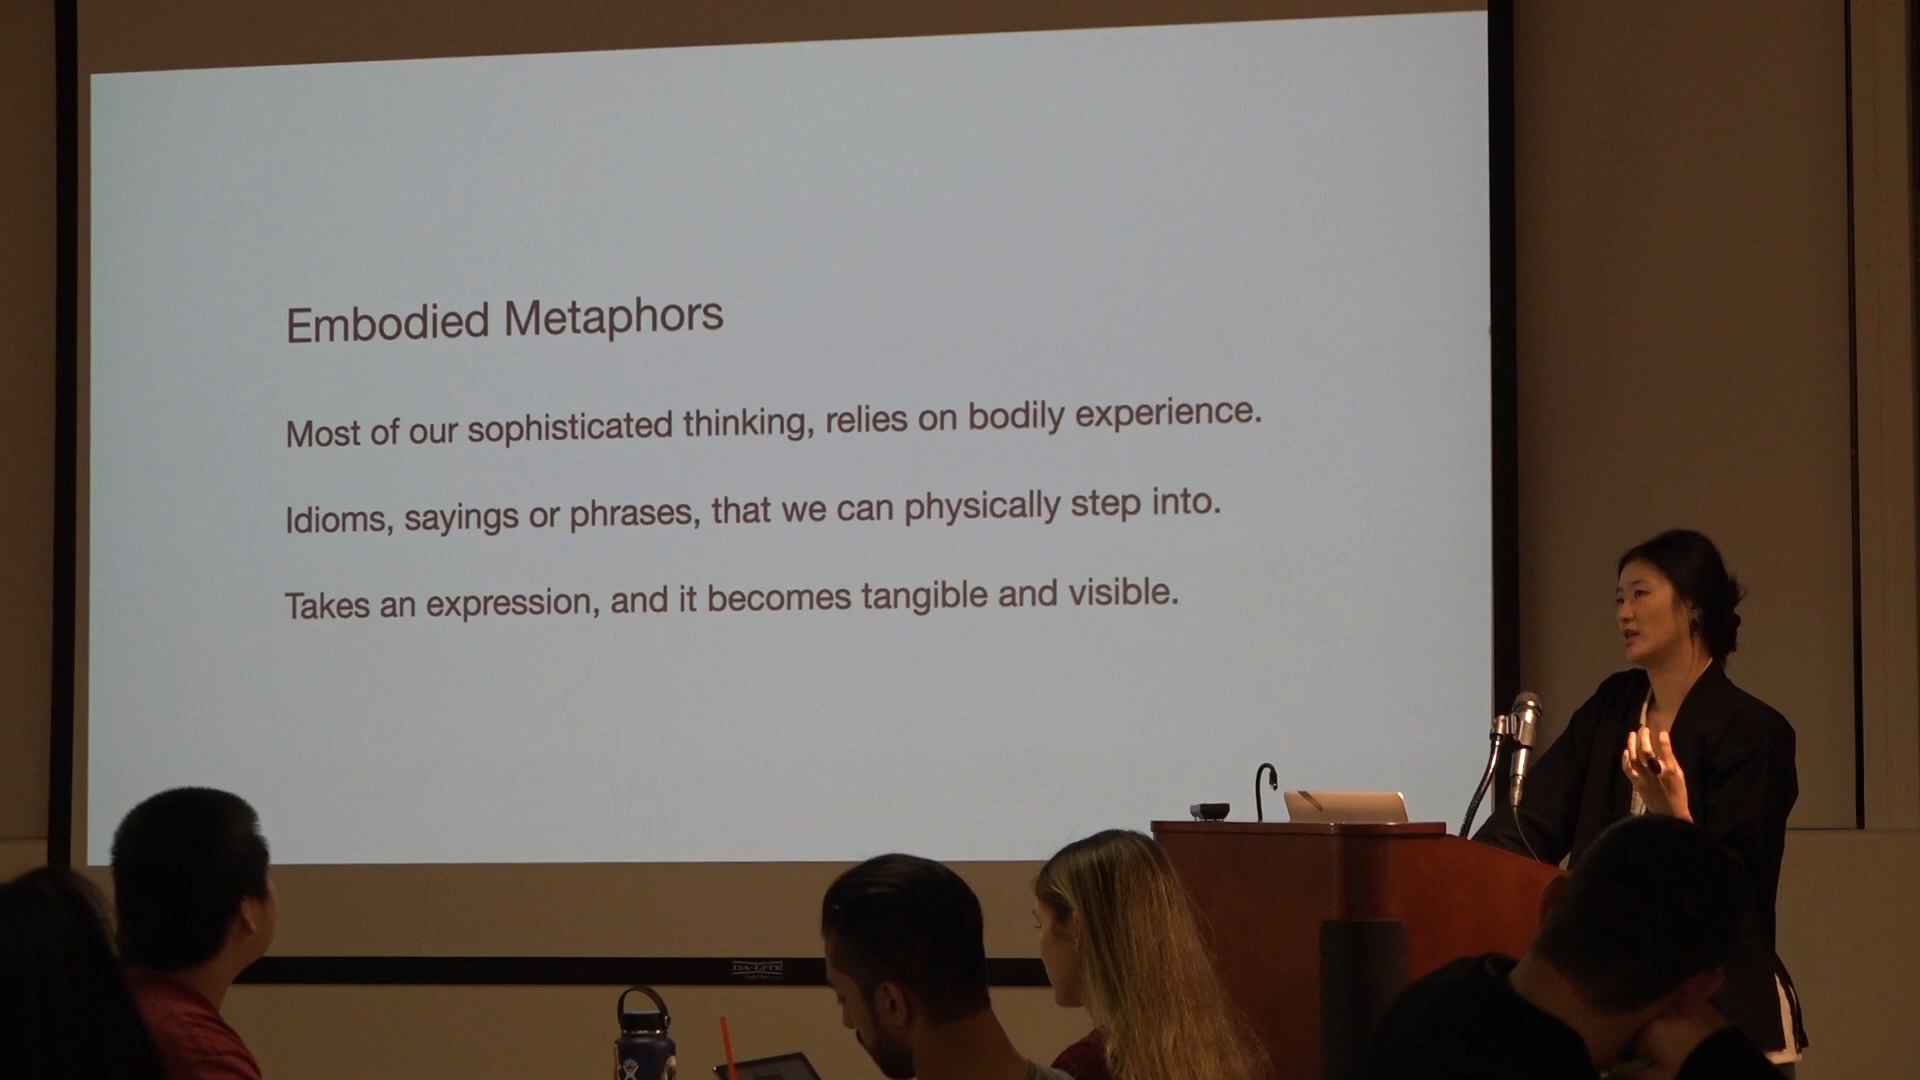 Embodied Metaphors
Most of our sophisticated thinking, relies on bodily experience.
Idioms, sayings or phrases, that we can physically step into.
Takes an expression, and it becomes tangible and visible.
DA-LITE